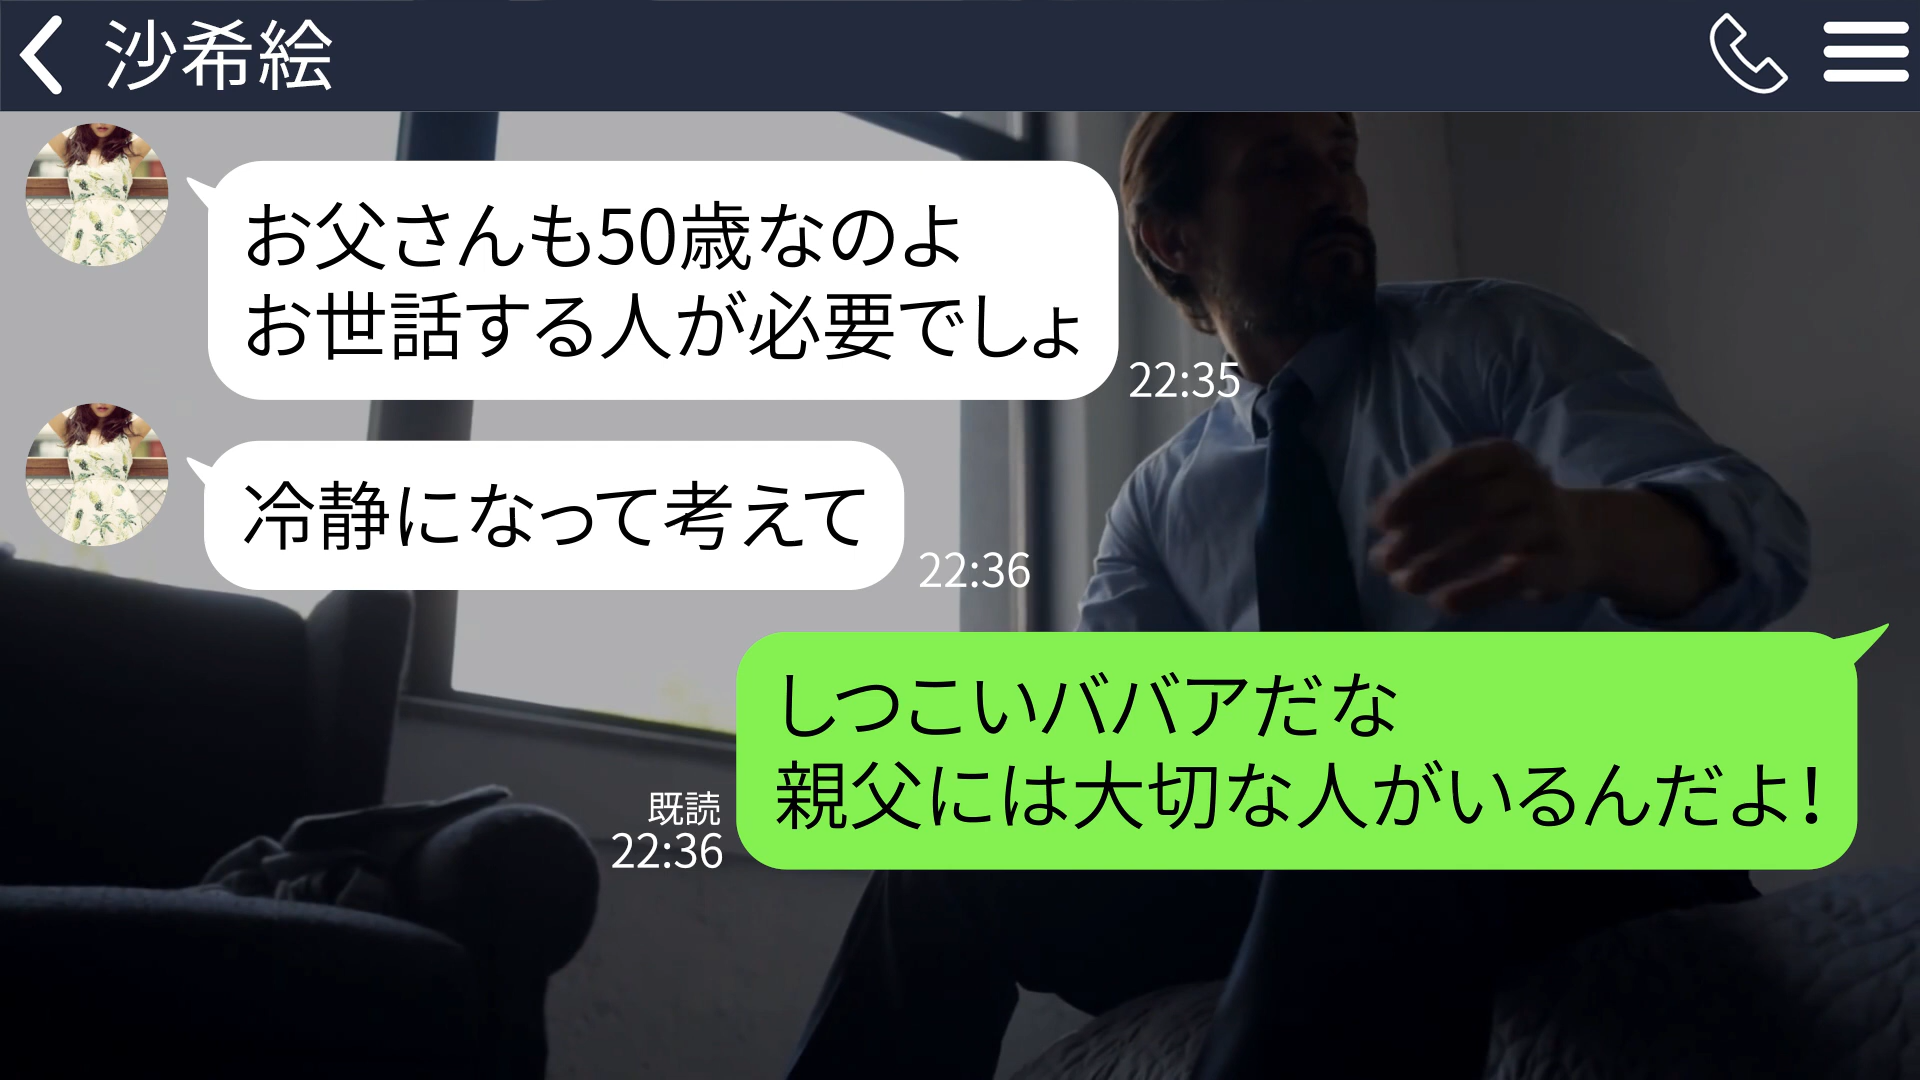 沙希絵
お父さんも50歳なのよ
お世話する人が必要でしょ
22:35
冷静になって考えて
22:36
しつこいババアだな
親父には大切な人がいるんだよ！
既読
22:36